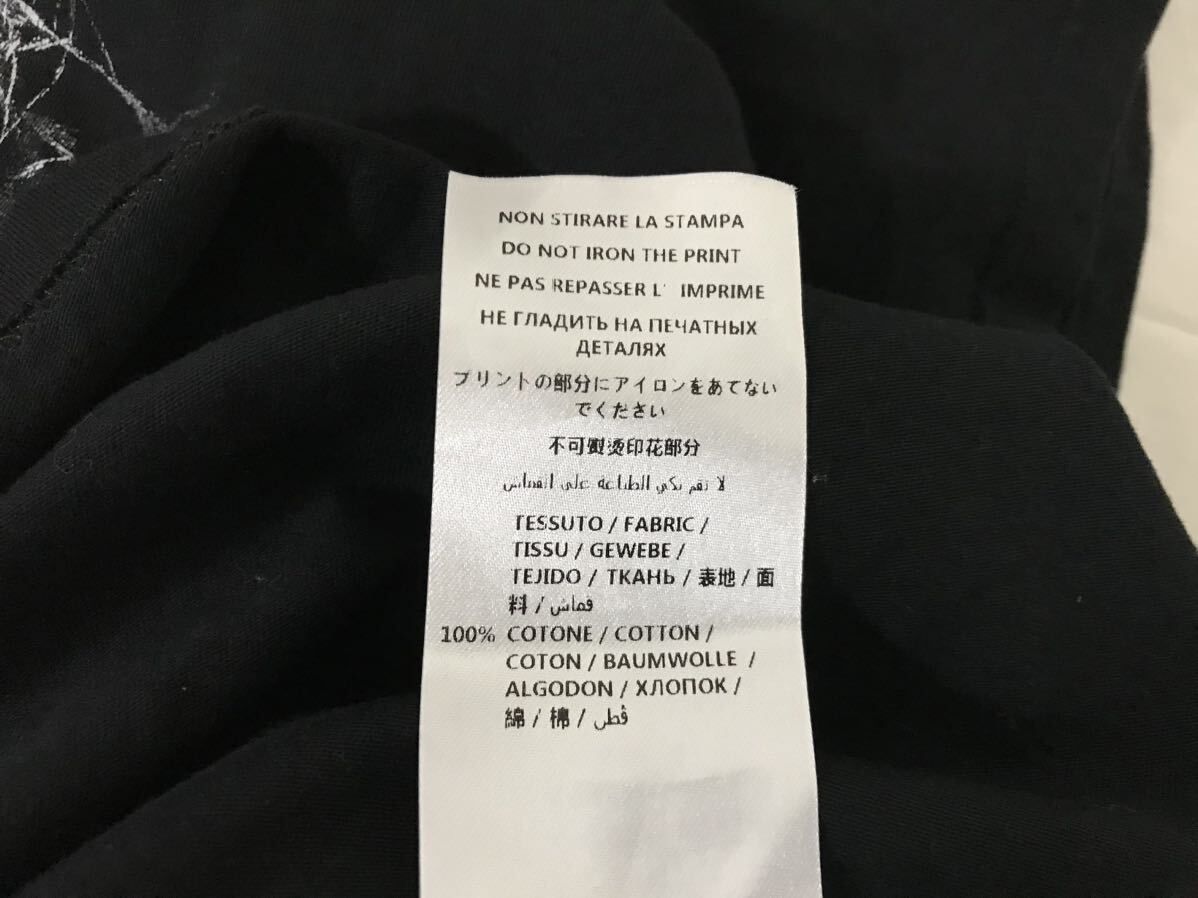 NON STIRARE LA STAMPA
DO NOT IRON THE PRINT
NE PAS REPASSER L' IMPRIME
НЕ ГЛАДИТЬ НА ПЕЧАТНЫХ
ДЕТАЛЯХ
プリントの部分にアイロンをあてない
でください
不可熨烫印花部分
لا تقم بكي الطباعة على القماش
TESSUTO / FABRIC /
TISSU / GEWEBE /
TEJIDO / ТКАНЬ / 表地 / 面
料 / قماش
100% COTONE / COTTON /
COTON / BAUMWOLLE /
ALGODON / ХЛОПОК /
綿 / 棉 / قطن